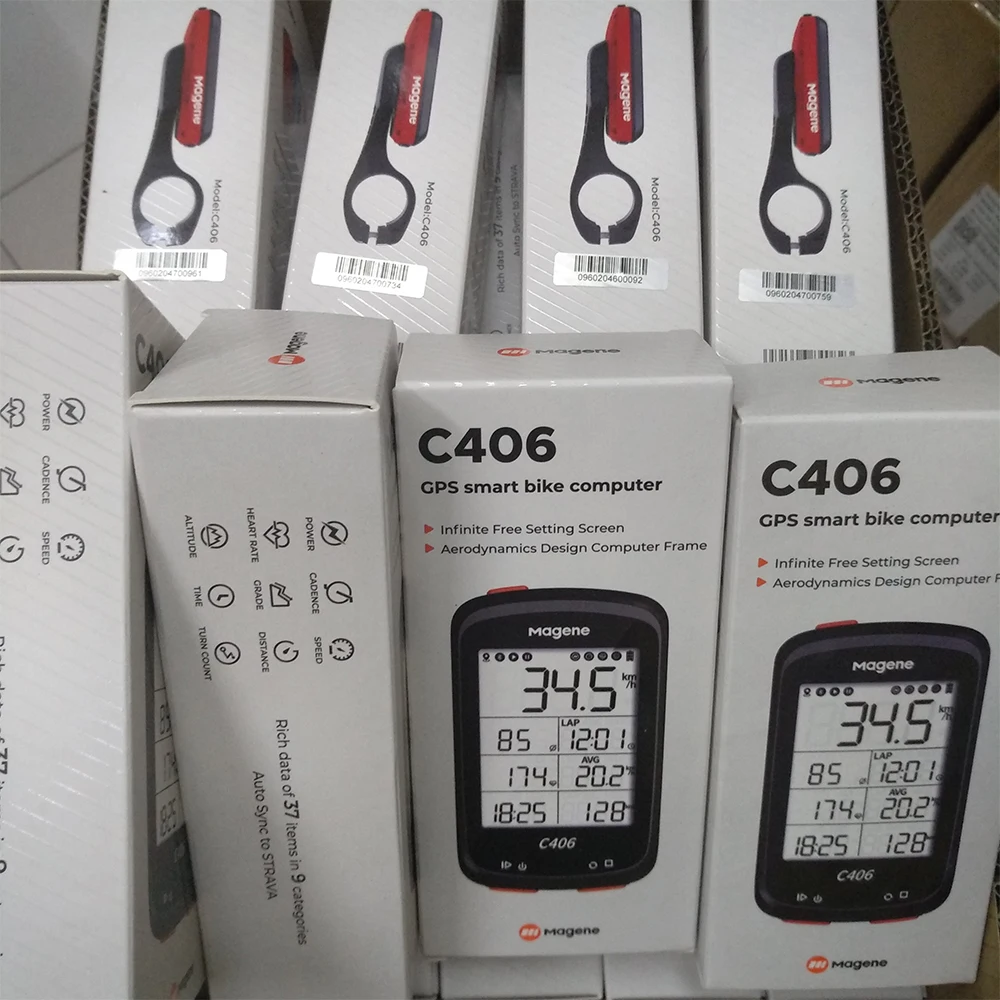 Magene
Model:C406
0960204700961
Magene
Model:C406
0960204700734
Rich data of 37 items in 9
Auto Sync to STRAVA
Magene
Model:C406
0960204600092
Magene
Model:C406
0960204700759
POWER
CADENCE
SPEED
Magene
POWER
CADENCE
SPEED
HEART RATE
GRADE
DISTANCE
ALTITUDE
TIME
TURN COUNT
Rich data of 37 items in 9 categories
Auto Sync to STRAVA
Magene
C406
GPS smart bike computer
Infinite Free Setting Screen
Aerodynamics Design Computer Frame
Magene
34.5 km/h
LAP
85 12:01
AVG
174 20.2
18:25 128
C406
Magene
Magene
C406
GPS smart bike computer
Infinite Free Setting Screen
Aerodynamics Design Computer
Magene
34.5 km/h
LAP
85 12:01
AVG
174 20.2
18:25 128
C406
Magene